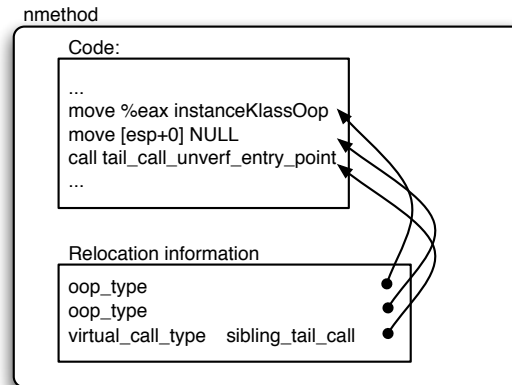 nmethod
Code:
...
move %eax instanceKlassOop
move [esp+0] NULL
call tail_call_unverf_entry_point
...
Relocation information
oop_type
oop_type
virtual_call_type sibling_tail_call